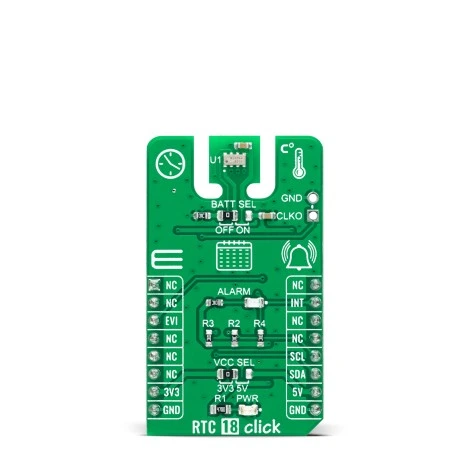 C°
U1
GND
BATT SEL
CLKO
OFF ON
NC NC
NC ALARM INT
EVI NC
R3 R2 R4
NC NC
NC SCL
NC VCC SEL SDA
3V3 3V3 5V 5V
GND R1 PWR GND
RTC 18 click